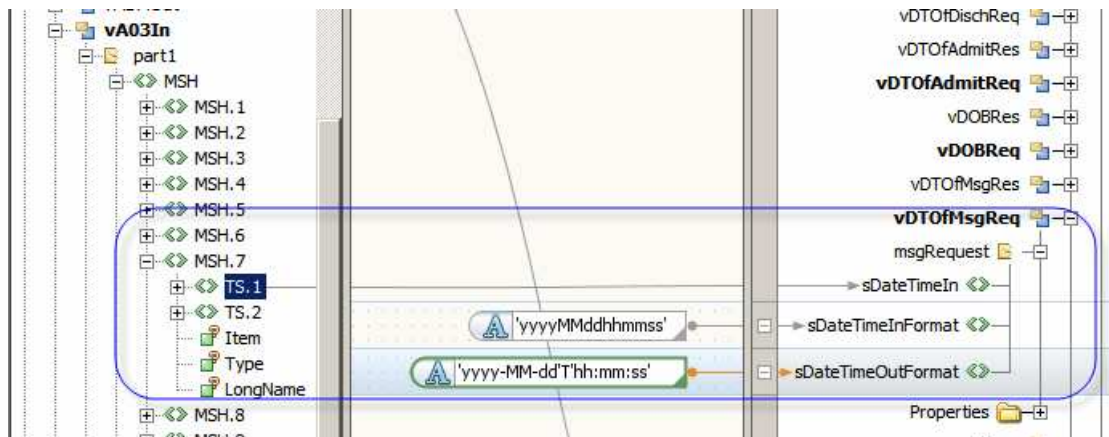 vA03In
part1
MSH
MSH.1
MSH.2
MSH.3
MSH.4
MSH.5
MSH.6
MSH.7
TS.1
TS.2
Item
Type
LongName
MSH.8
'yyyyMMddhhmmss'
'yyyy-MM-dd'T'hh:mm:ss'
vDTOfDischReq
vDTOfAdmitRes
vDTOfAdmitReq
vDOBRes
vDOBReq
vDTOfMsgRes
vDTOfMsgReq
msgRequest
sDateTimeIn
sDateTimeInFormat
sDateTimeOutFormat
Properties